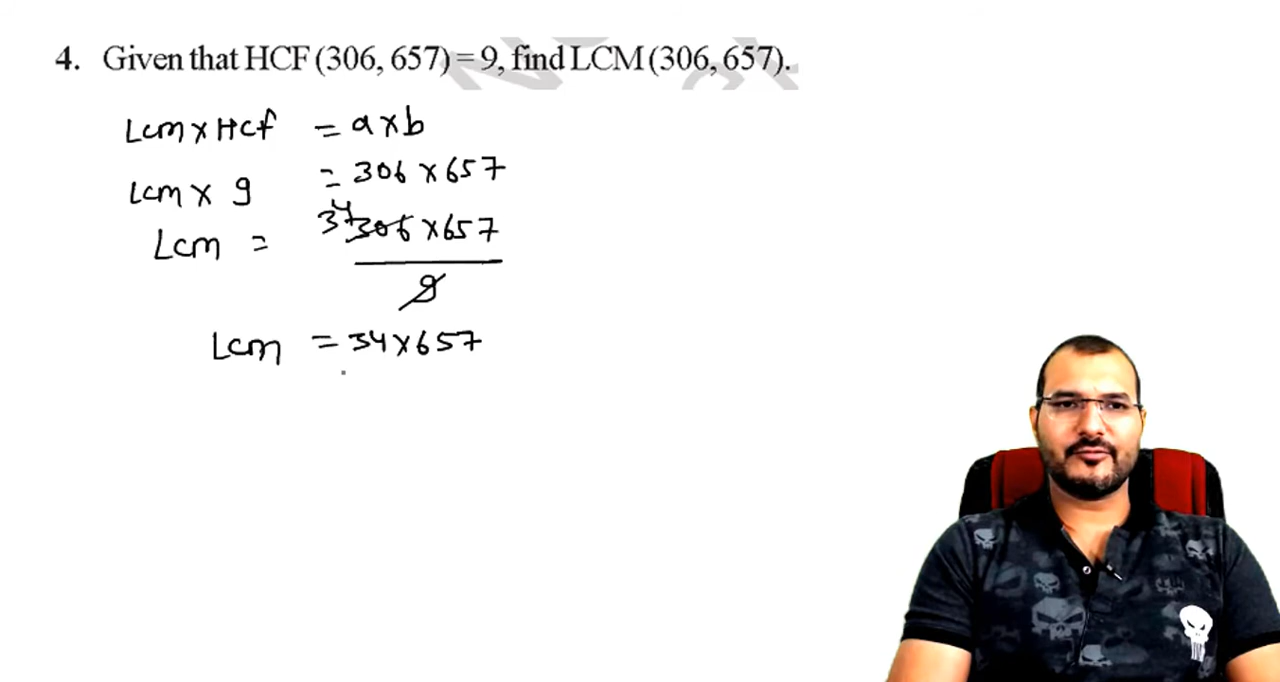 4. Given that HCF (306, 657) = 9, find LCM (306, 657).
Lcm x Hcf = a x b
Lcm x 9 = 306 x 657
Lcm = 34 306 x 657
9
Lcm = 34 x 657